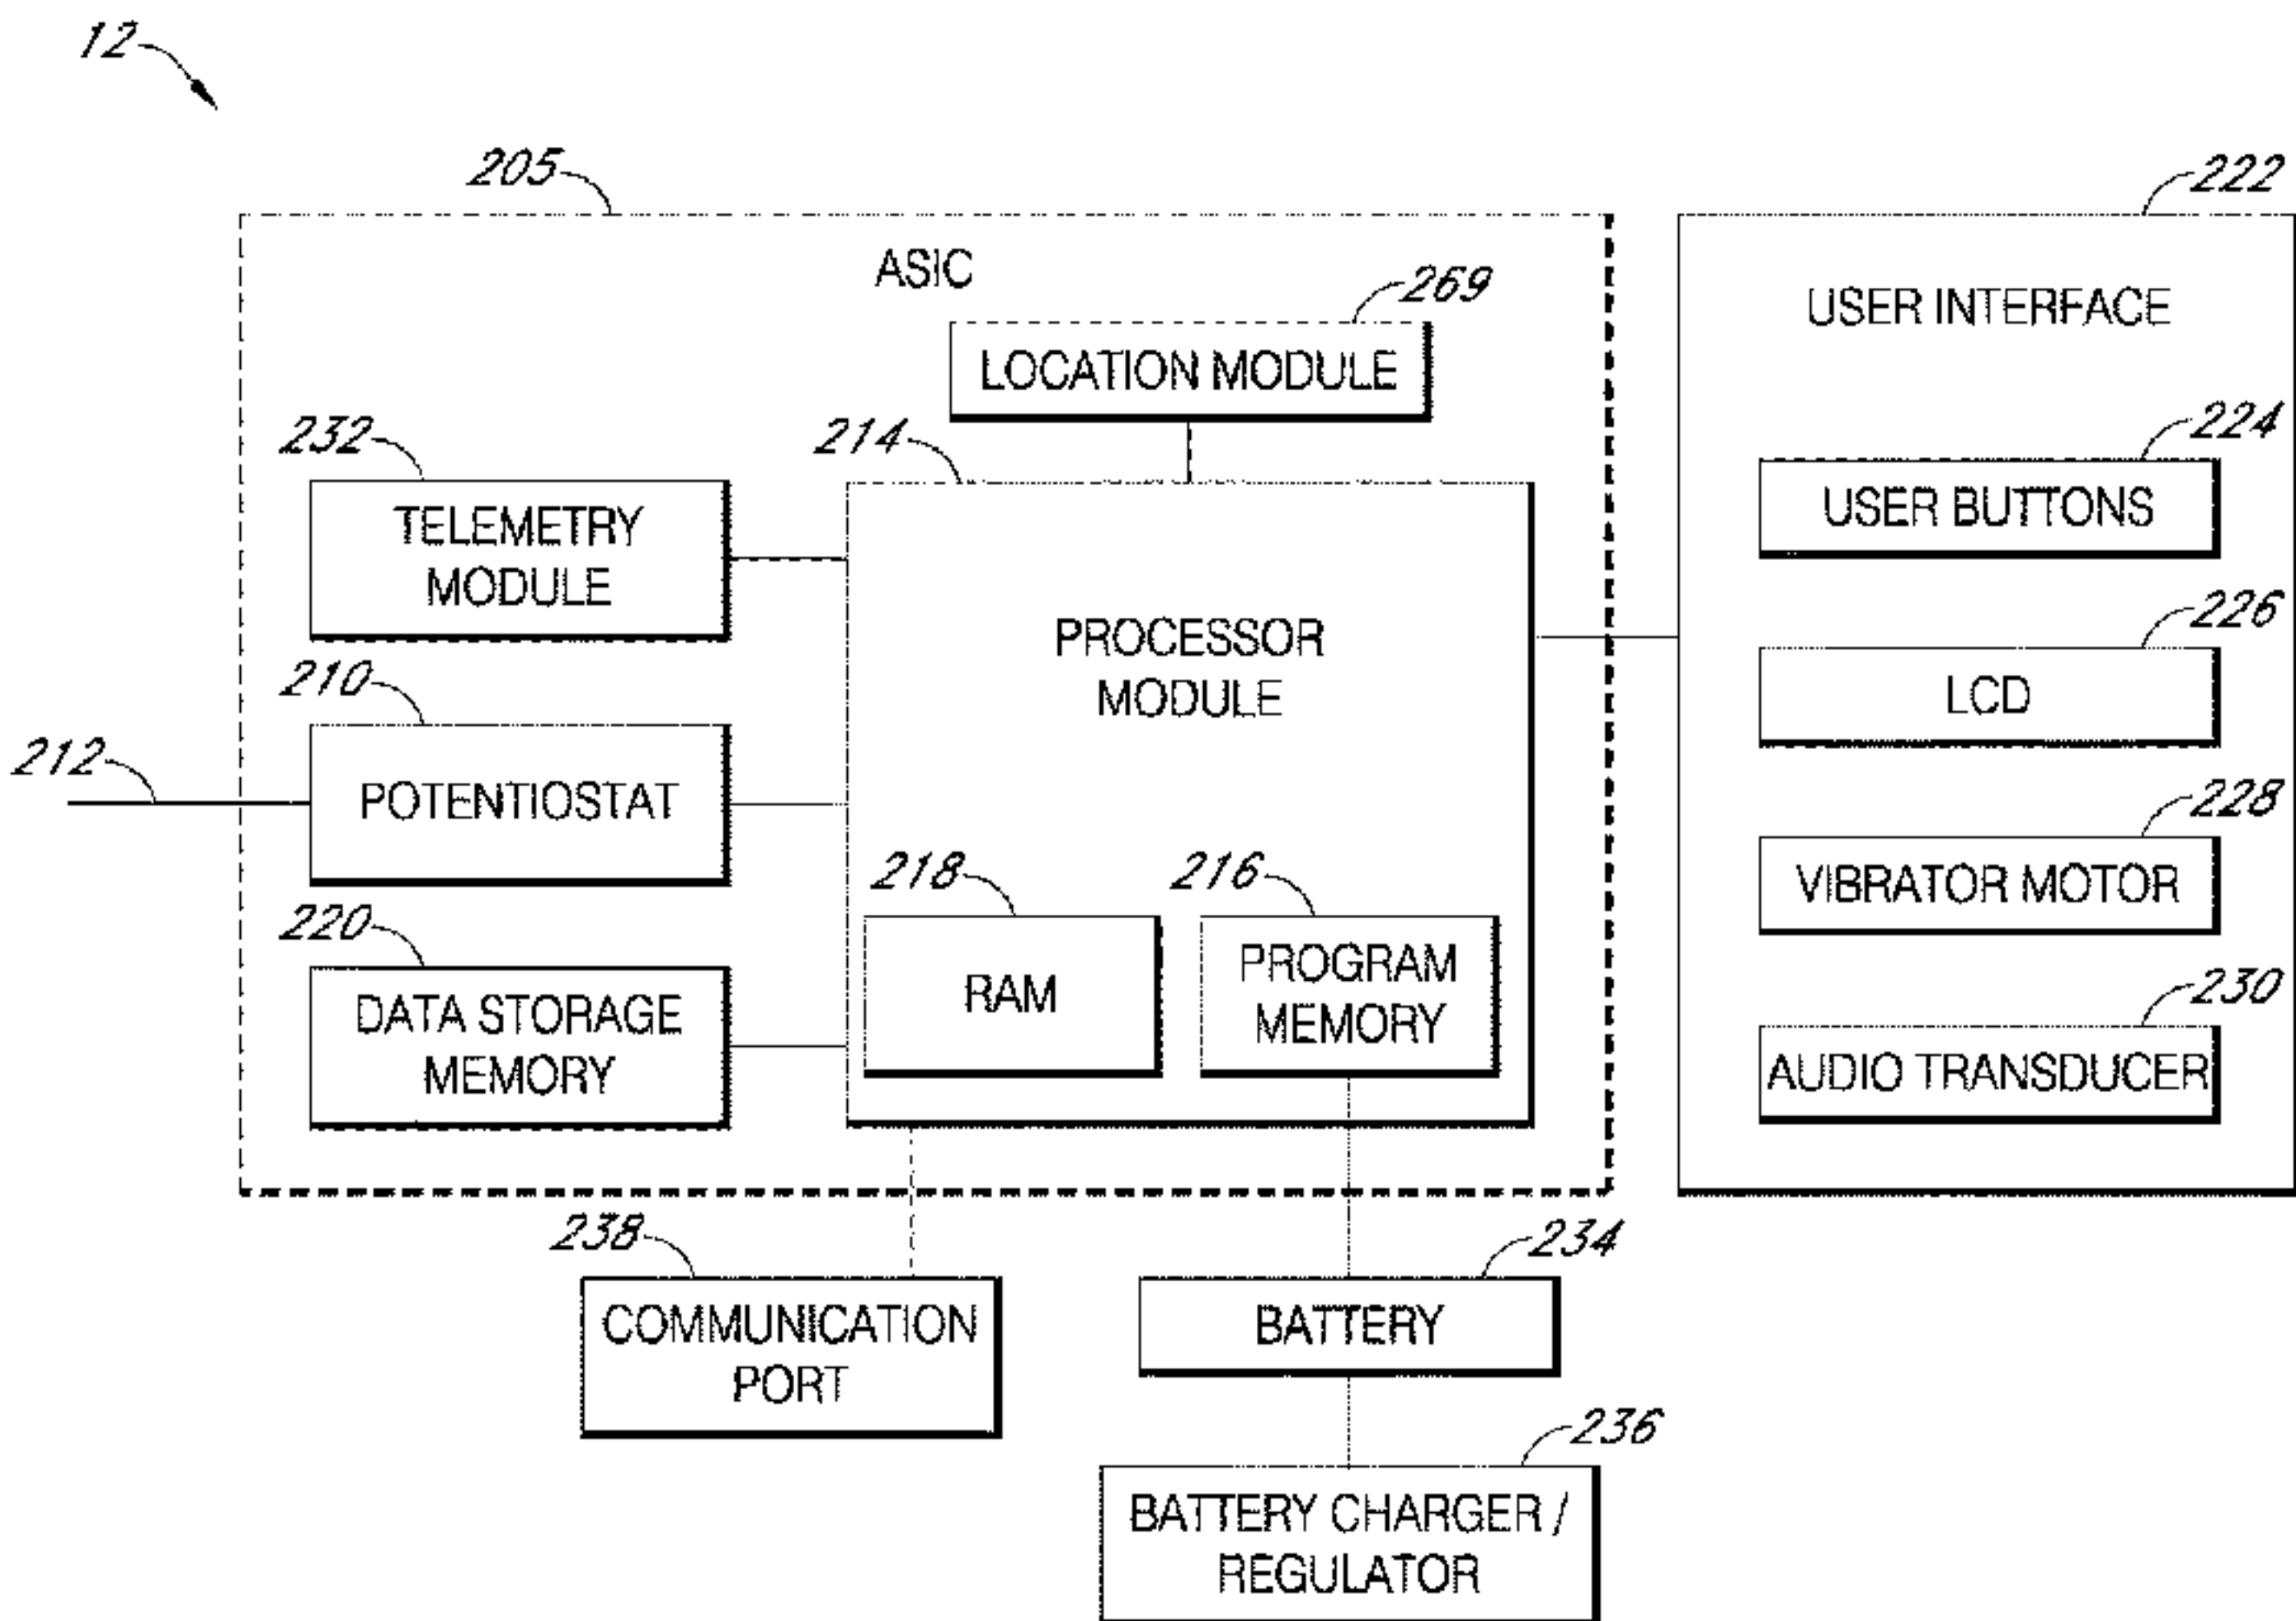 12
205
222
ASIC
269
USER INTERFACE
LOCATION MODULE
232
214
224
TELEMETRY
MODULE
USER BUTTONS
PROCESSOR
MODULE
226
LCD
210
212
POTENTIOSTAT
228
VIBRATOR MOTOR
218
216
220
RAM
PROGRAM
MEMORY
DATA STORAGE
MEMORY
230
AUDIO TRANSDUCER
238
234
COMMUNICATION
PORT
BATTERY
236
BATTERY CHARGER /
REGULATOR